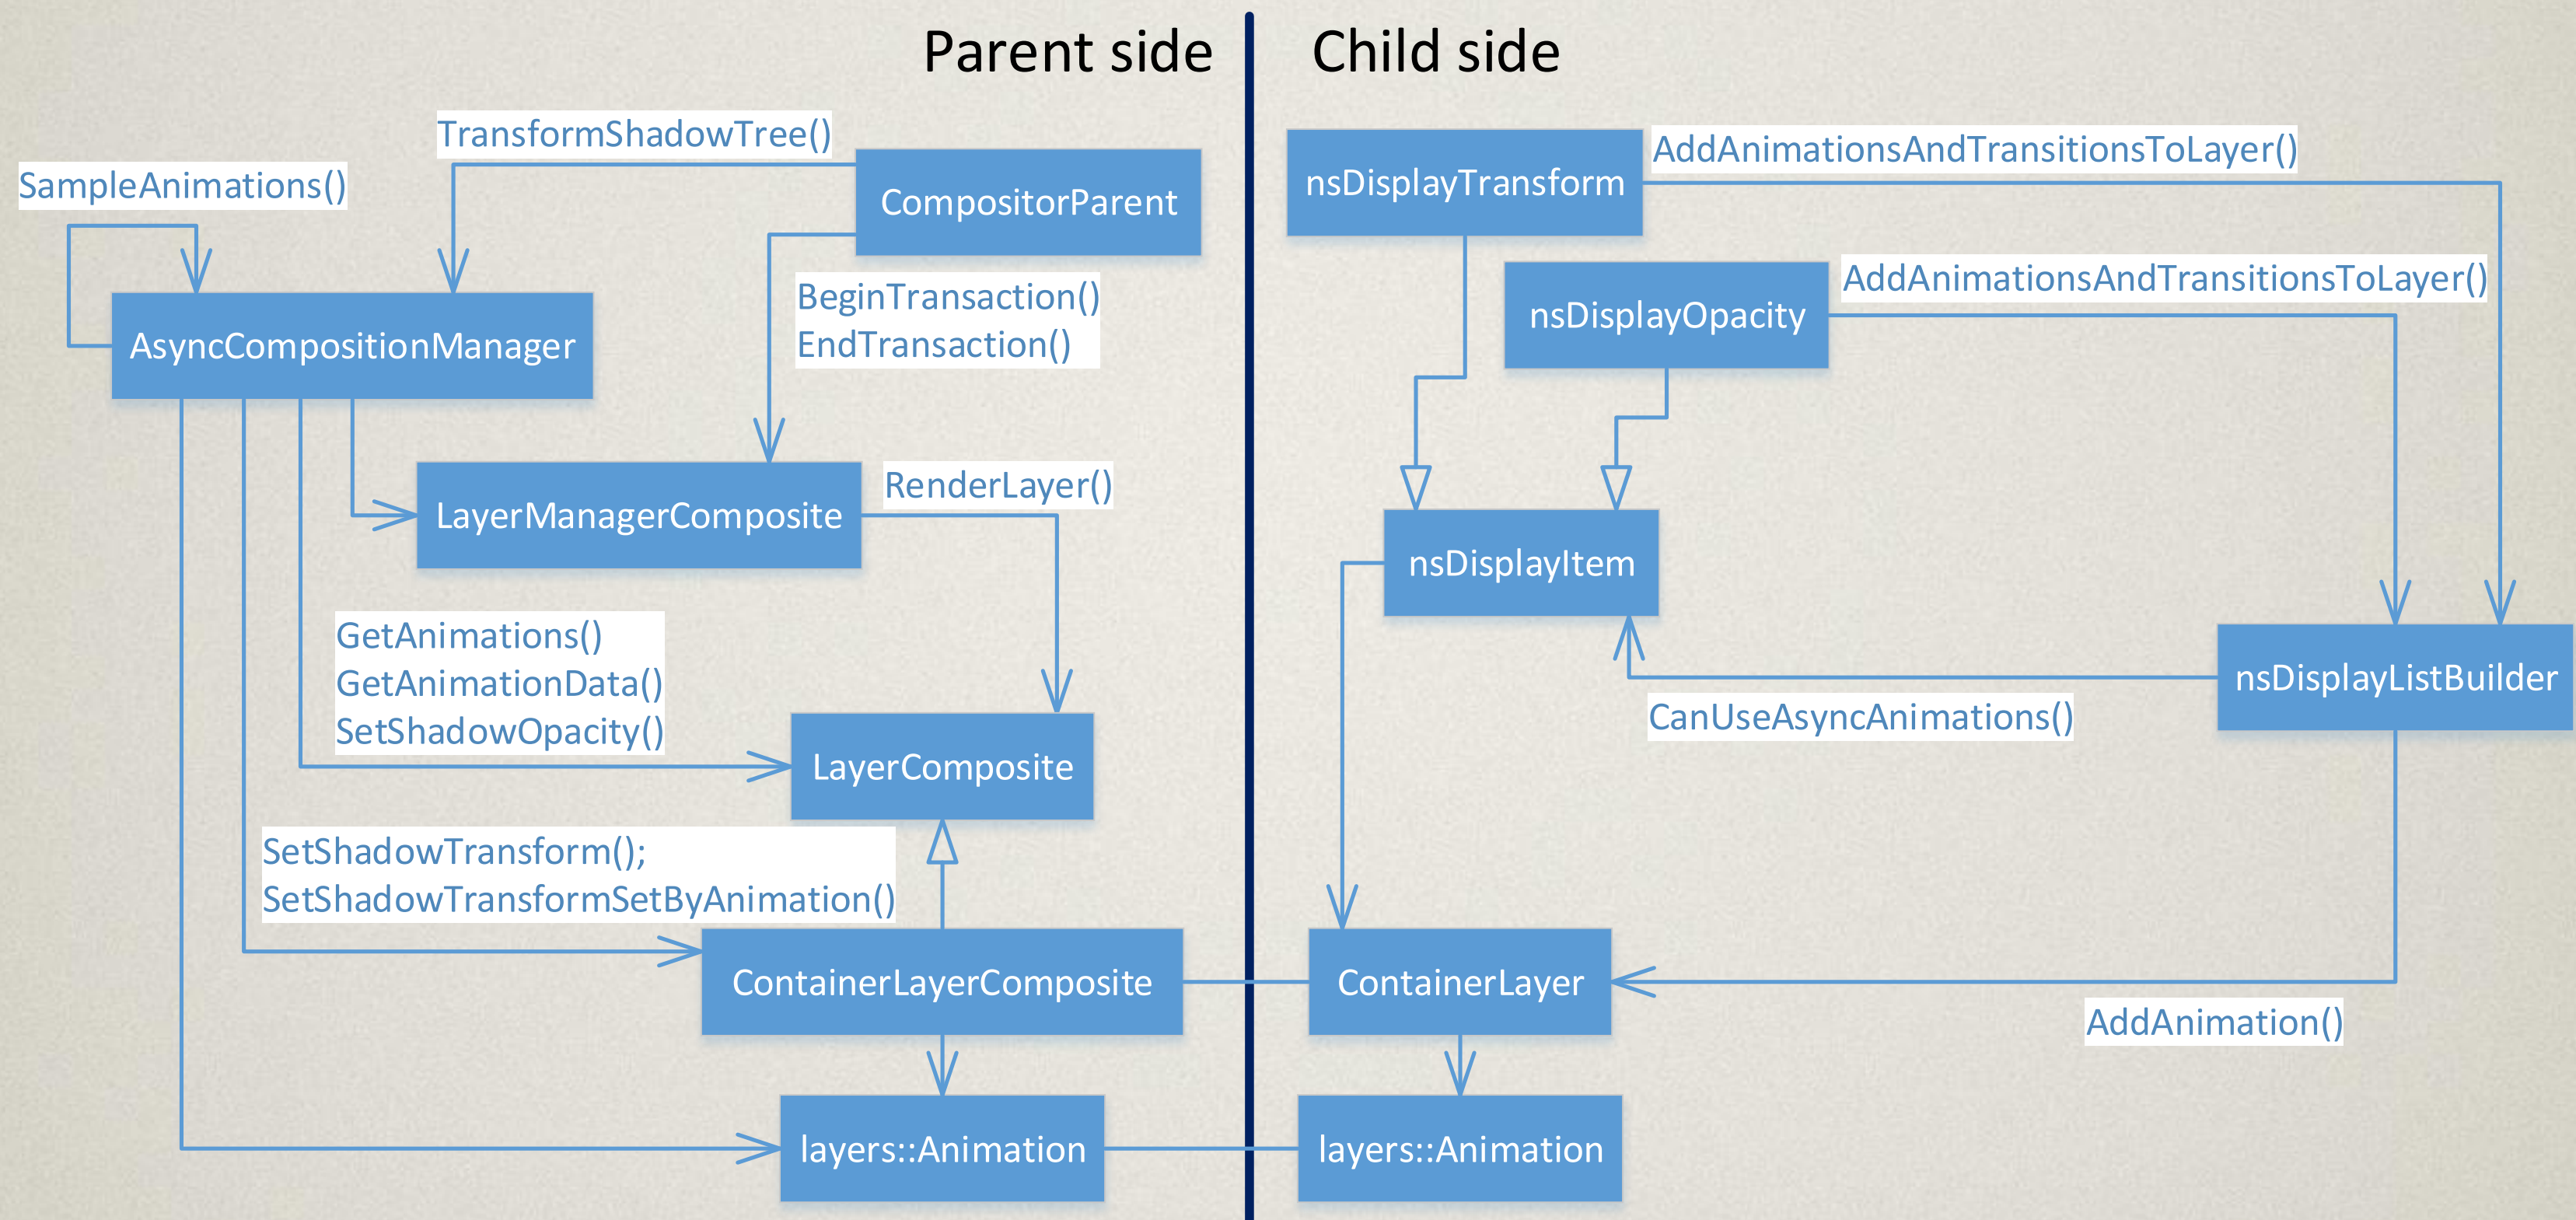 Parent side
Child side
TransformShadowTree()
SampleAnimations()
CompositorParent
BeginTransaction()
EndTransaction()
AsyncCompositionManager
LayerManagerComposite
RenderLayer()
GetAnimations()
GetAnimationData()
SetShadowOpacity()
LayerComposite
SetShadowTransform();
SetShadowTransformSetByAnimation()
ContainerLayerComposite
layers::Animation
nsDisplayTransform
AddAnimationsAndTransitionsToLayer()
nsDisplayOpacity
AddAnimationsAndTransitionsToLayer()
nsDisplayItem
nsDisplayListBuilder
CanUseAsyncAnimations()
ContainerLayer
AddAnimation()
layers::Animation